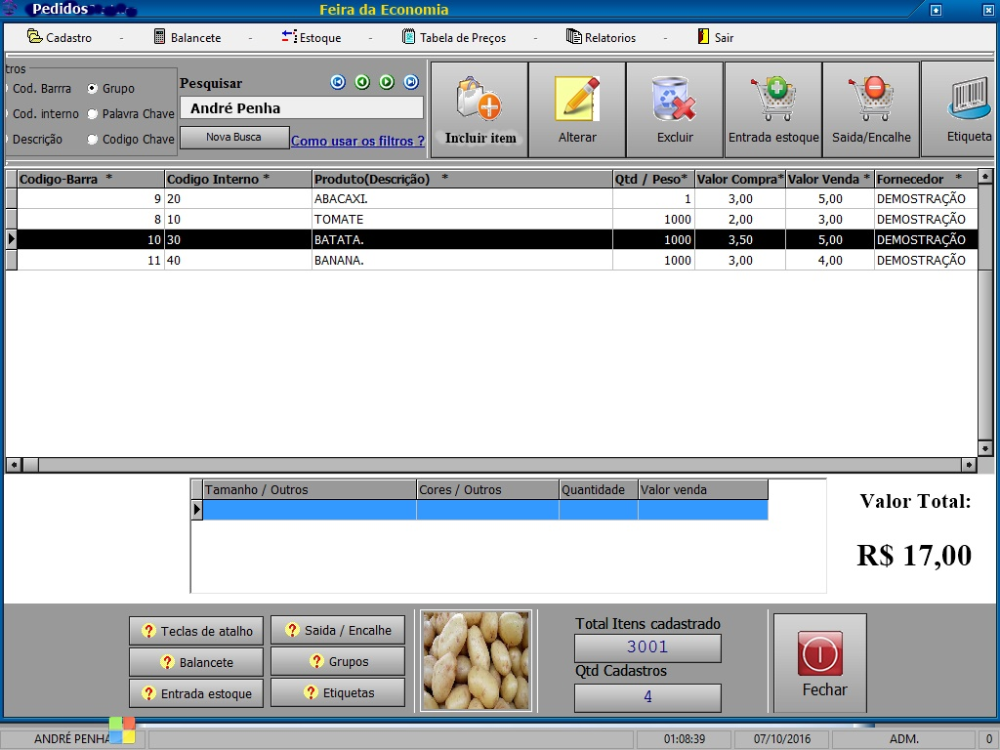 Pedidos
Feira da Economia
Cadastro - Balancete - Estoque - Tabela de Preços - Relatorios - Sair
tros
Cod. Barrra Grupo
Cod. interno Palavra Chave
Descrição Codigo Chave
Pesquisar
André Penha
Nova Busca Como usar os filtros ?
Incluir item Alterar Excluir Entrada estoque Saida/Encalhe Etiqueta
Codigo-Barra * Codigo Interno * Produto(Descrição) * Qtd / Peso* Valor Compra* Valor Venda * Fornecedor *
9 20 ABACAXI. 1 3,00 5,00 DEMOSTRAÇÃO
8 10 TOMATE 1000 2,00 3,00 DEMOSTRAÇÃO
10 30 BATATA. 1000 3,50 5,00 DEMOSTRAÇÃO
11 40 BANANA. 1000 3,00 4,00 DEMOSTRAÇÃO
Tamanho / Outros Cores / Outros Quantidade Valor venda
Valor Total:
R$ 17,00
? Teclas de atalho ? Saida / Encalhe
? Balancete ? Grupos
? Entrada estoque ? Etiquetas
Total Itens cadastrado
3001
Qtd Cadastros
4
Fechar
ANDRÉ PENHA 01:08:39 07/10/2016 ADM. 0